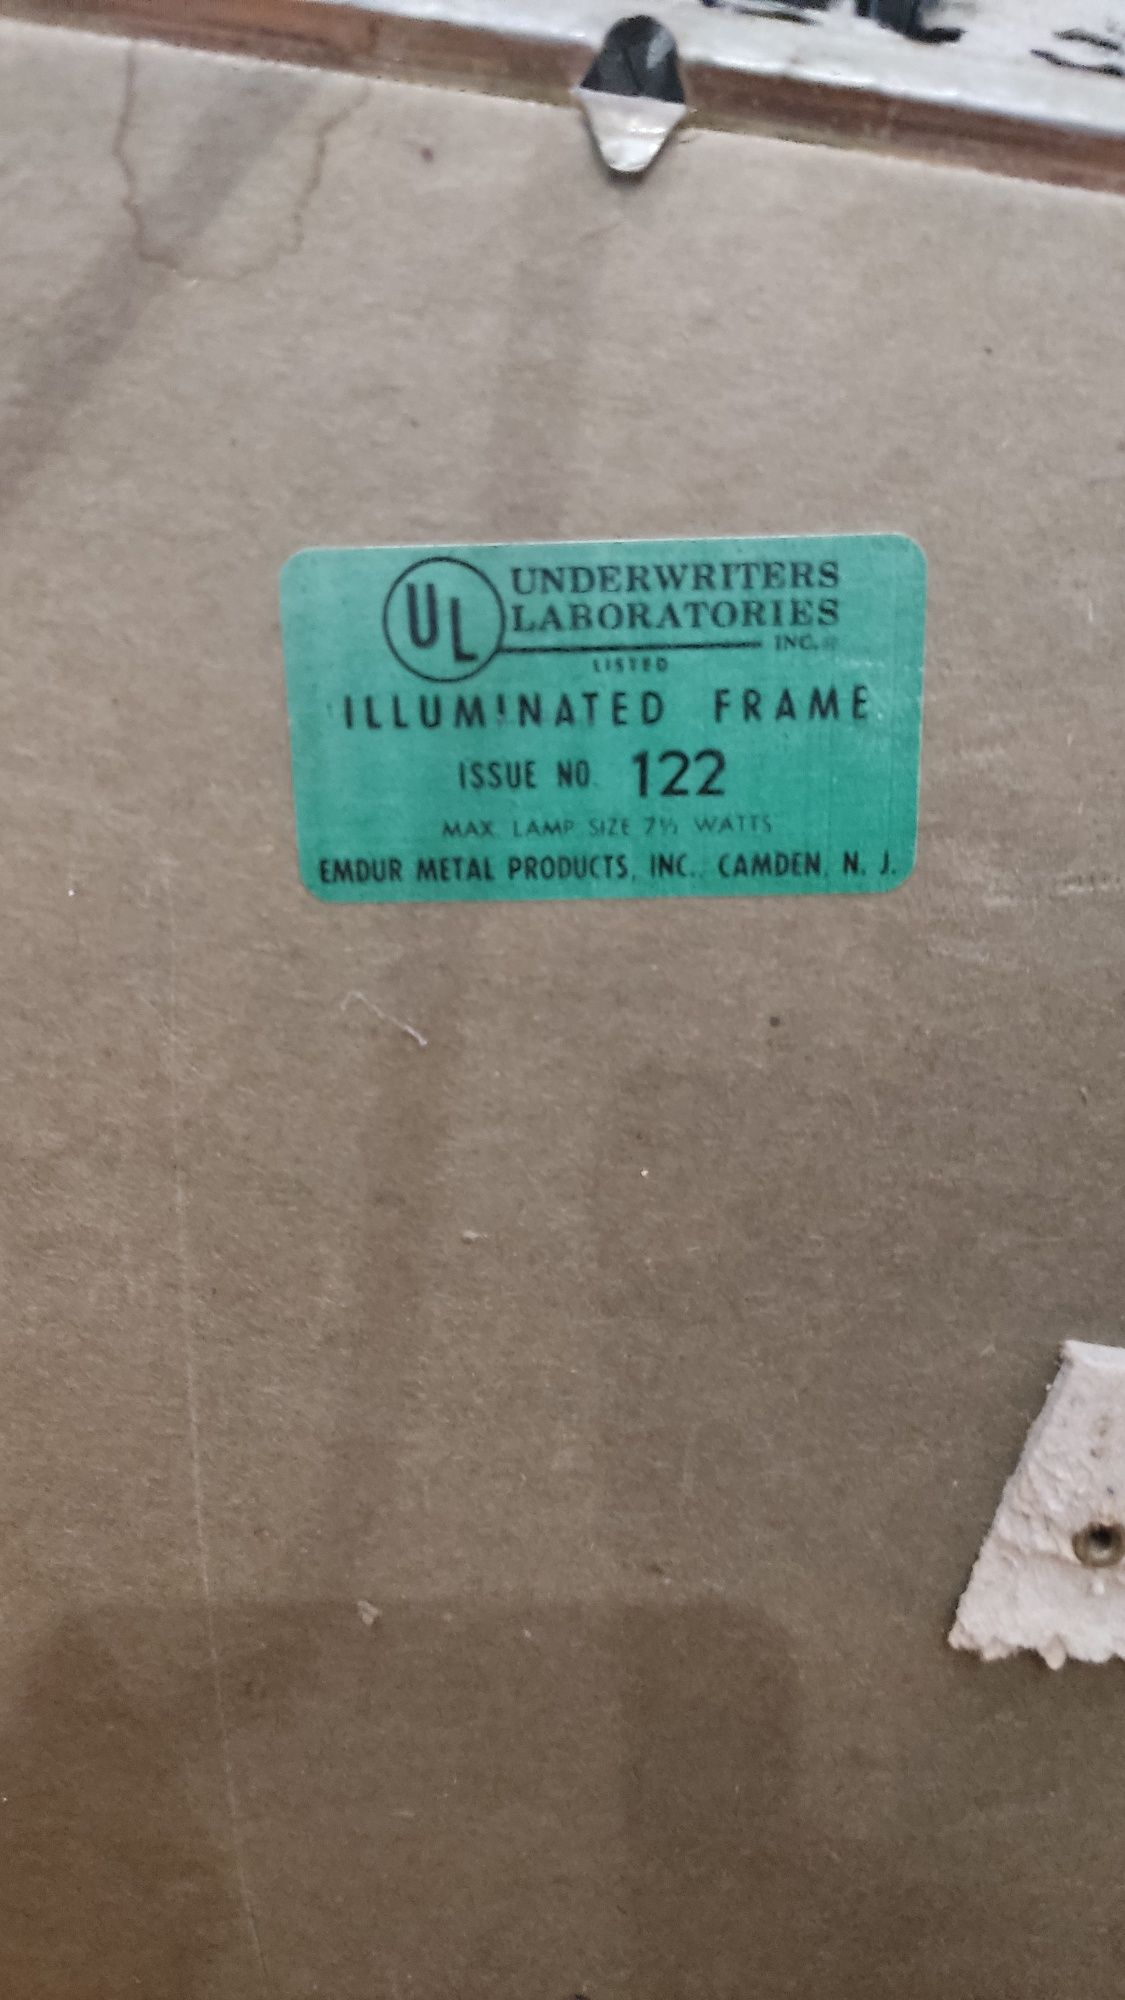 UL
UNDERWRITERS
LABORATORIES
INC.
LISTED
ILLUMINATED FRAME
ISSUE NO. 122
MAX. LAMP SIZE 7½ WATTS
EMDUR METAL PRODUCTS, INC., CAMDEN, N. J.